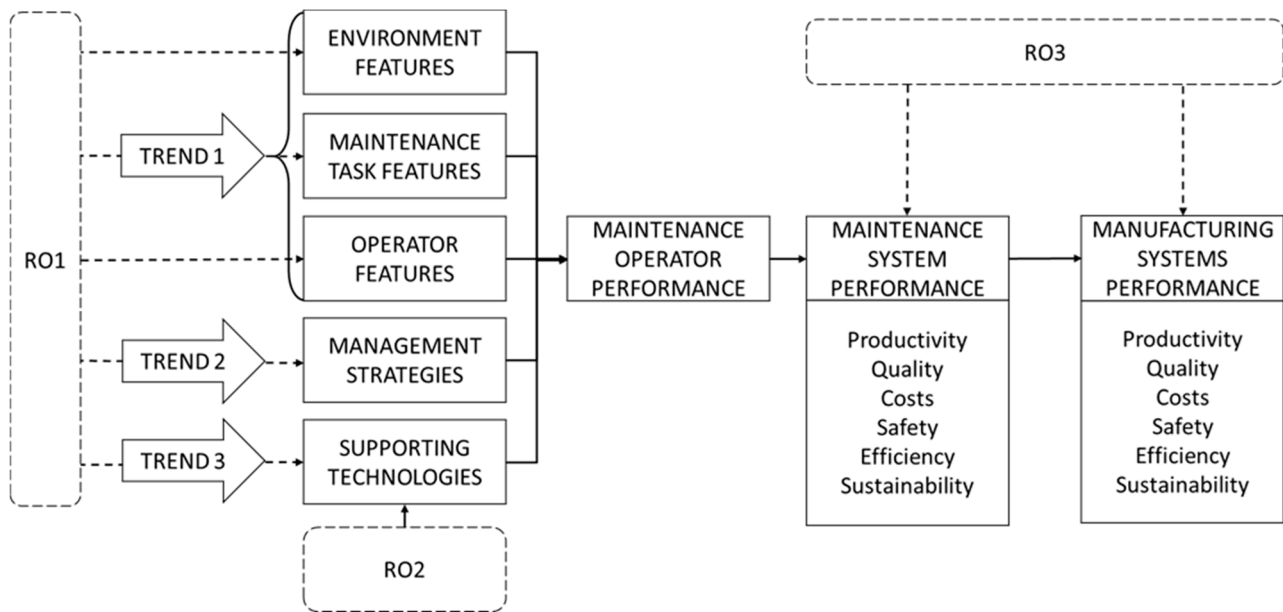 RO1
TREND 1
TREND 2
TREND 3
ENVIRONMENT
FEATURES
MAINTENANCE
TASK FEATURES
OPERATOR
FEATURES
MANAGEMENT
STRATEGIES
SUPPORTING
TECHNOLOGIES
RO2
MAINTENANCE
OPERATOR
PERFORMANCE
RO3
MAINTENANCE
SYSTEM
PERFORMANCE
Productivity
Quality
Costs
Safety
Efficiency
Sustainability
MANUFACTURING
SYSTEMS
PERFORMANCE
Productivity
Quality
Costs
Safety
Efficiency
Sustainability